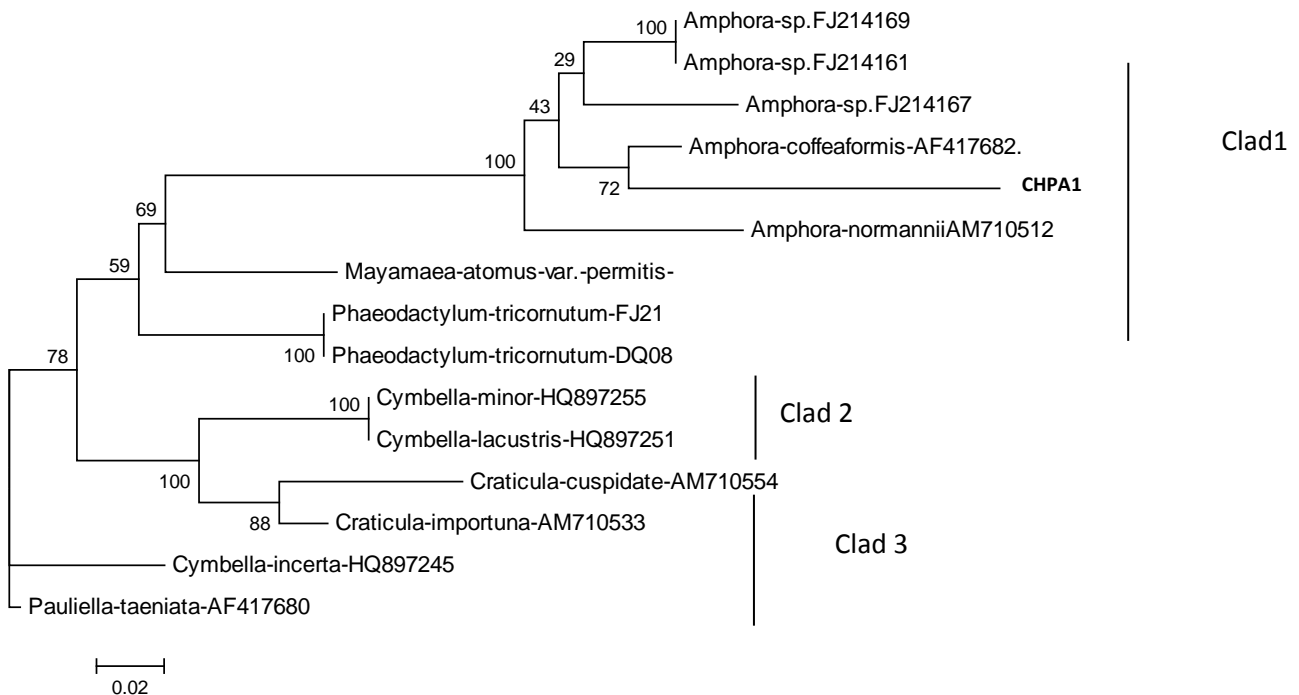 Amphora-sp.FJ214169
100
Amphora-sp.FJ214161
29
Amphora-sp.FJ214167
43
Amphora-coffeaformis-AF417682.
Clad1
100
72
CHPA1
69
Amphora-normanniiAM710512
59
Mayamaea-atomus-var.-permitis-
Phaeodactylum-tricornutum-FJ21
100
Phaeodactylum-tricornutum-DQ08
78
Cymbella-minor-HQ897255
100
Clad 2
Cymbella-lacustris-HQ897251
100
Craticula-cuspidate-AM710554
88
Craticula-importuna-AM710533
Clad 3
Cymbella-incerta-HQ897245
Pauliella-taeniata-AF417680
0.02